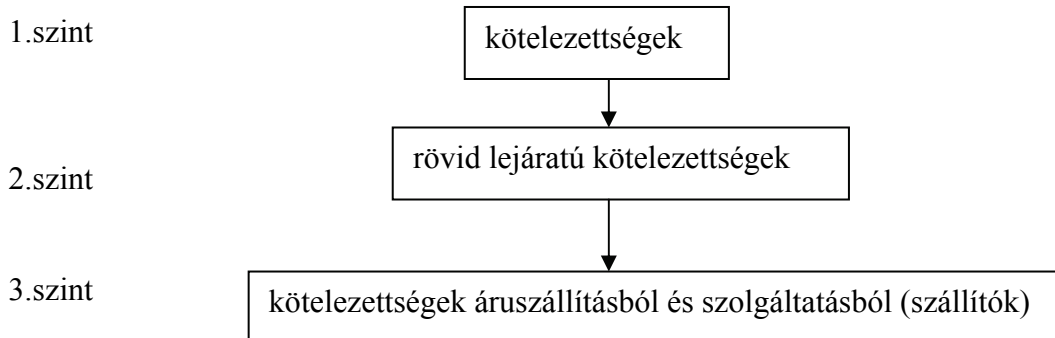 1.szint
kötelezettségek
2.szint
rövid lejáratú kötelezettségek
3.szint
kötelezettségek áruszállításból és szolgáltatásból (szállítók)